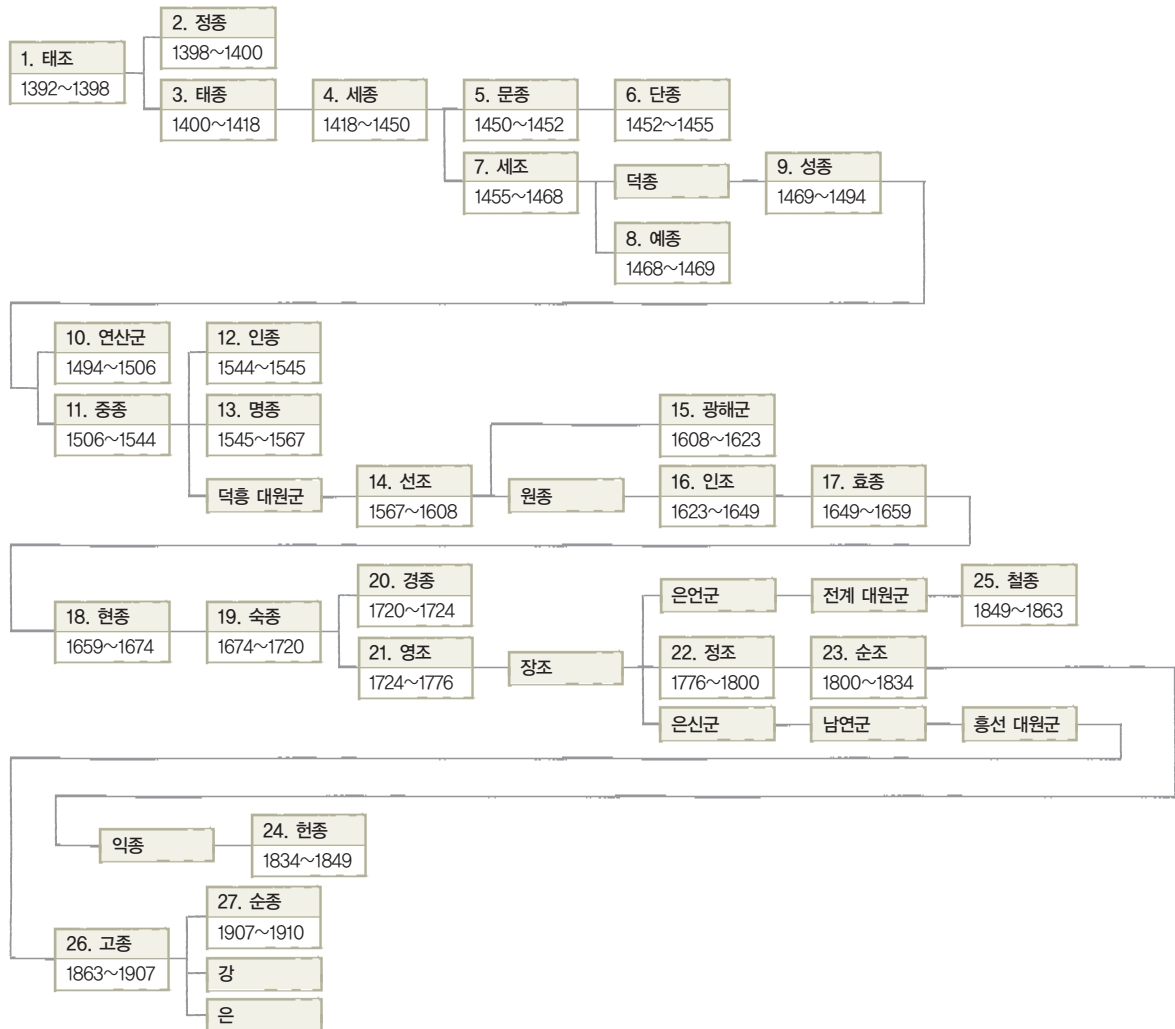 1. 태조
1392~1398
2. 정종
1398~1400
3. 태종
1400~1418
4. 세종
1418~1450
5. 문종
1450~1452
6. 단종
1452~1455
7. 세조
1455~1468
덕종
8. 예종
1468~1469
9. 성종
1469~1494
10. 연산군
1494~1506
11. 중종
1506~1544
12. 인종
1544~1545
13. 명종
1545~1567
덕흥 대원군
14. 선조
1567~1608
15. 광해군
1608~1623
원종
16. 인조
1623~1649
17. 효종
1649~1659
18. 현종
1659~1674
19. 숙종
1674~1720
20. 경종
1720~1724
21. 영조
1724~1776
장조
은언군
전계 대원군
25. 철종
1849~1863
22. 정조
1776~1800
23. 순조
1800~1834
은신군
남연군
흥선 대원군
익종
24. 헌종
1834~1849
26. 고종
1863~1907
27. 순종
1907~1910
강
은